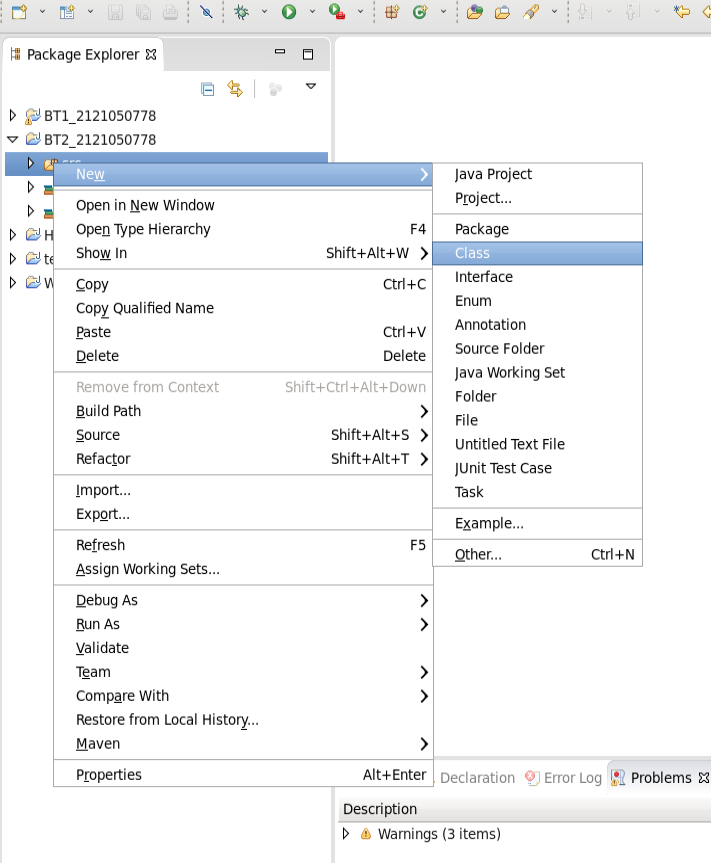 Package Explorer
BT1_2121050778
BT2_2121050778
src
New
Open in New Window
Open Type Hierarchy F4
Show In Shift+Alt+W
Copy Ctrl+C
Copy Qualified Name
Paste Ctrl+V
Delete Delete
Remove from Context Shift+Ctrl+Alt+Down
Build Path
Source Shift+Alt+S
Refactor Shift+Alt+T
Import...
Export...
Refresh F5
Assign Working Sets...
Debug As
Run As
Validate
Team
Compare With
Restore from Local History...
Maven
Properties Alt+Enter
Java Project
Project...
Package
Class
Interface
Enum
Annotation
Source Folder
Java Working Set
Folder
File
Untitled Text File
JUnit Test Case
Task
Example...
Other... Ctrl+N
Declaration Error Log Problems
Description
Warnings (3 items)